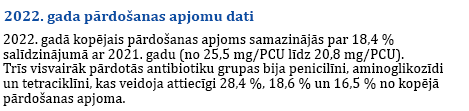 2022. gada pārdošanas apjomu dati
2022. gadā kopējais pārdošanas apjoms samazinājās par 18,4 %
salīdzinājumā ar 2021. gadu (no 25,5 mg/PCU līdz 20,8 mg/PCU).
Trīs visvairāk pārdotās antibiotiku grupas bija penicilīni, aminoglikozīdi
un tetraciklīni, kas veidoja attiecīgi 28,4 %, 18,6 % un 16,5 % no kopējā
pārdošanas apjoma.